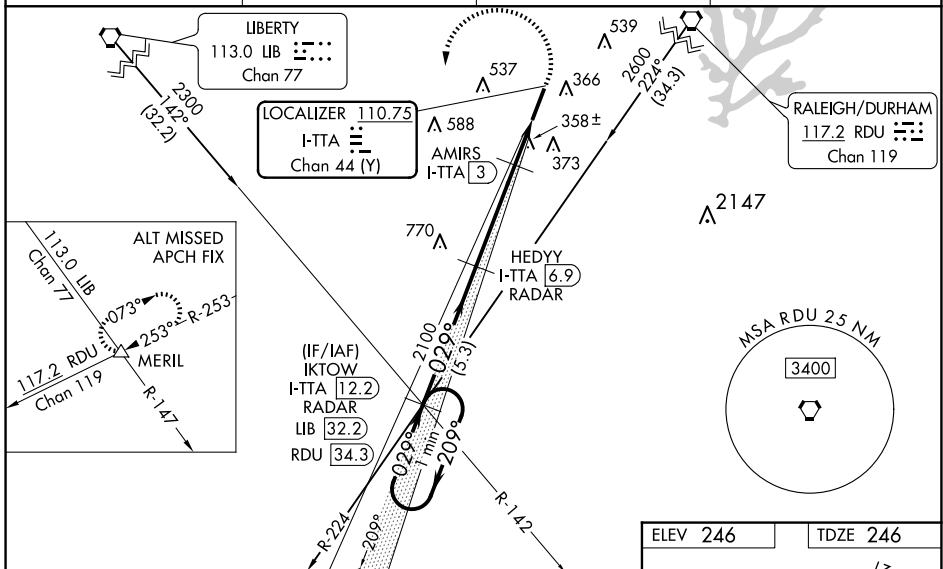 LIBERTY
113.0 LIB
Chan 77
2300
142°
(32.2)
LOCALIZER 110.75
I-TTA
Chan 44 (Y)
537
588
539
366
358±
373
2600
224°
(34.3)
RALEIGH/DURHAM
117.2 RDU
Chan 119
AMIRS
I-TTA 3
2147
770
HEDYY
I-TTA 6.9
RADAR
ALT MISSED
APCH FIX
113.0 LIB
Chan 77
073°
253°
R-253
MERIL
117.2 RDU
Chan 119
R-147
2100
029°
(5.3)
(IF/IAF)
IKTOW
I-TTA 12.2
RADAR
LIB 32.2
RDU 34.3
029°
1 min
209°
R-224
209°
R-142
MSA RDU 25 NM
3400
ELEV 246
TDZE 246